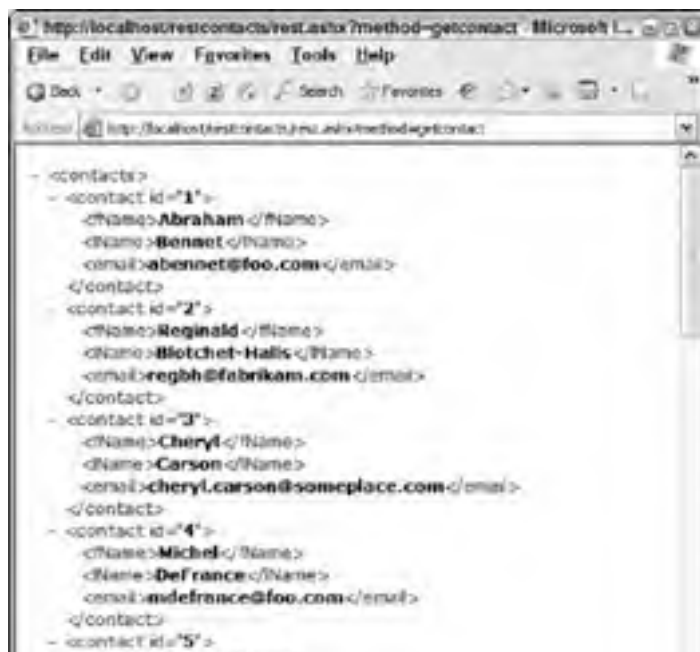 http://localhost/restcontacts/rest.ashx?method=getcontact - Microsoft I...
File Edit View Favorites Tools Help
Back Search Favorites
Address http://localhost/restcontacts/rest.ashx?method=getcontact
- <contacts>
- <contact id="1">
<fName>Abraham</fName>
<lName>Bennet</lName>
<email>abennet@foo.com</email>
</contact>
- <contact id="2">
<fName>Reginald</fName>
<lName>Blotchet-Halls</lName>
<email>regbh@fabrikam.com</email>
</contact>
- <contact id="3">
<fName>Cheryl</fName>
<lName>Carson</lName>
<email>cheryl.carson@someplace.com</email>
</contact>
- <contact id="4">
<fName>Michel</fName>
<lName>DeFrance</lName>
<email>mdefrance@foo.com</email>
</contact>
- <contact id="5">